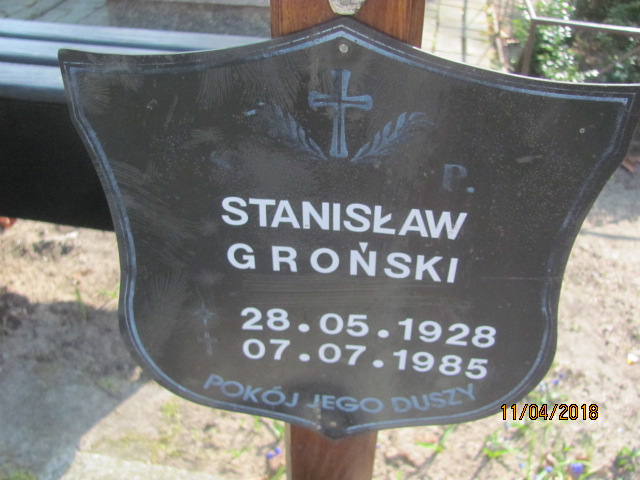 Ś. P.
STANISŁAW
GROŃSKI
28.05.1928
07.07.1985
POKÓJ JEGO DUSZY
11/04/2018